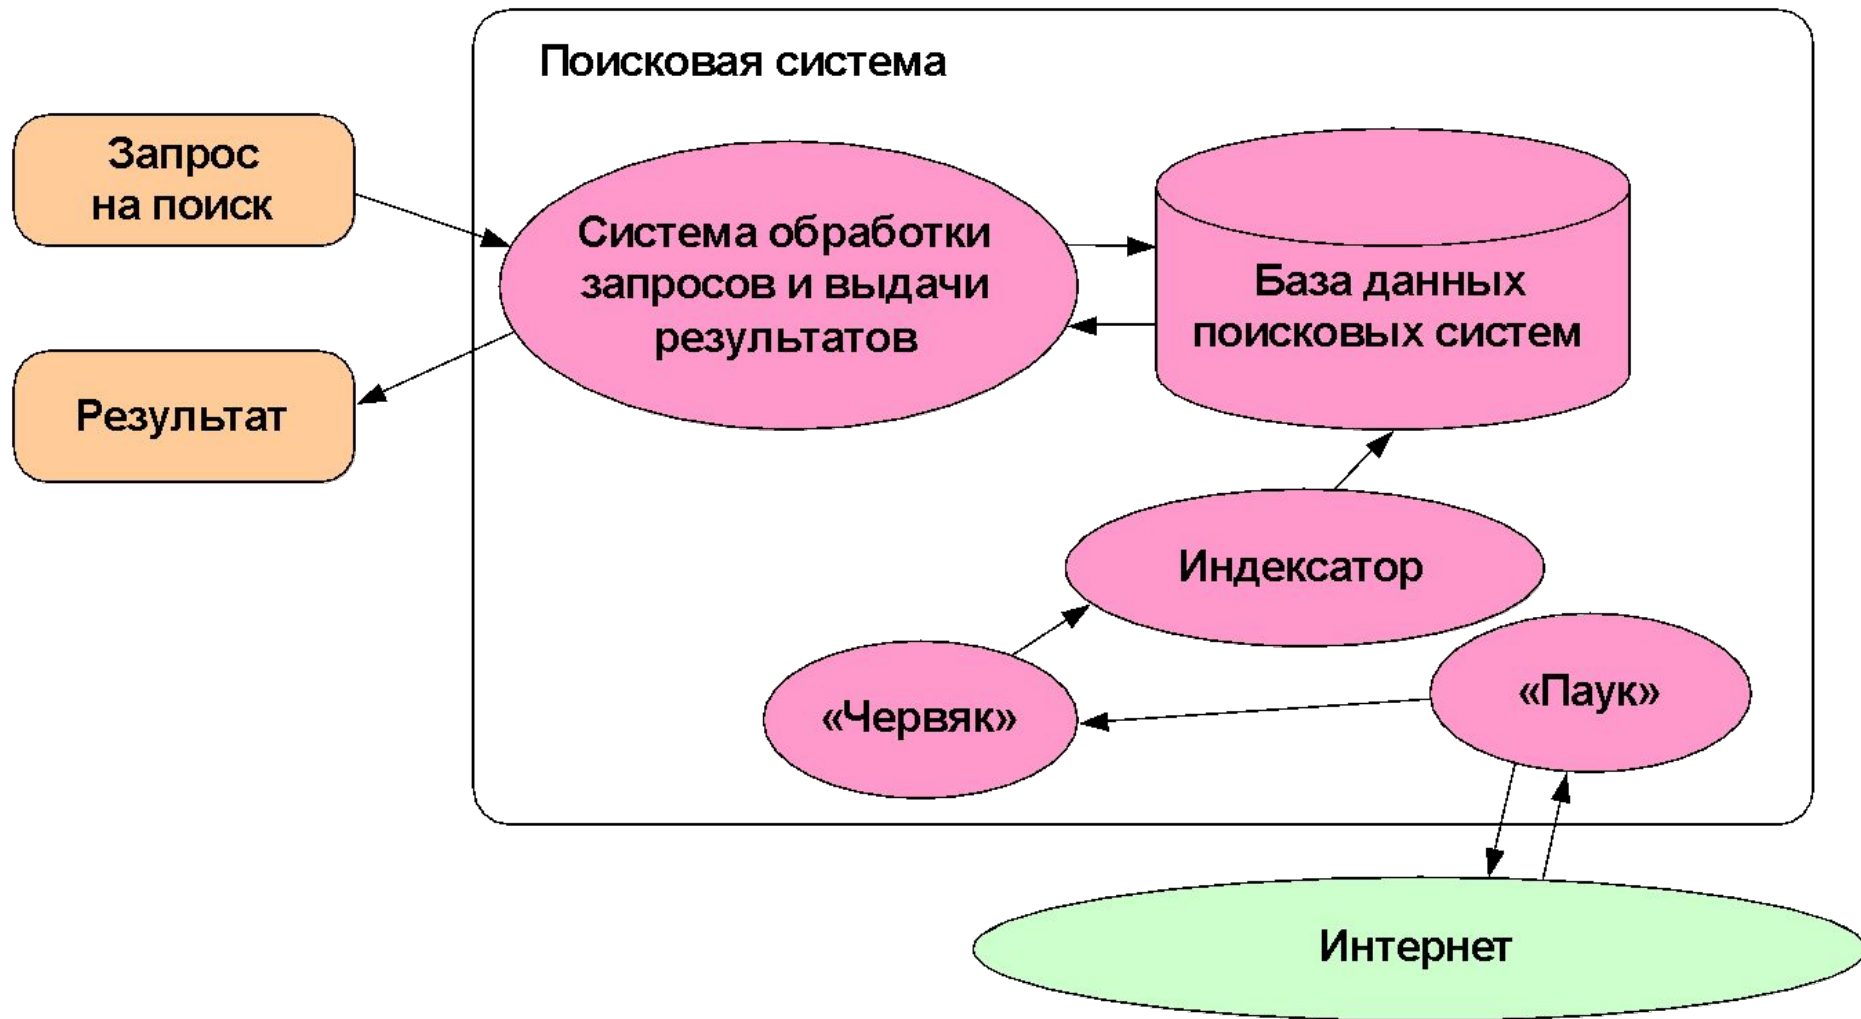 Поисковая система
Запрос
на поиск
Система обработки
запросов и выдачи
результатов
База данных
поисковых систем
Результат
Индексатор
«Червяк»
«Паук»
Интернет